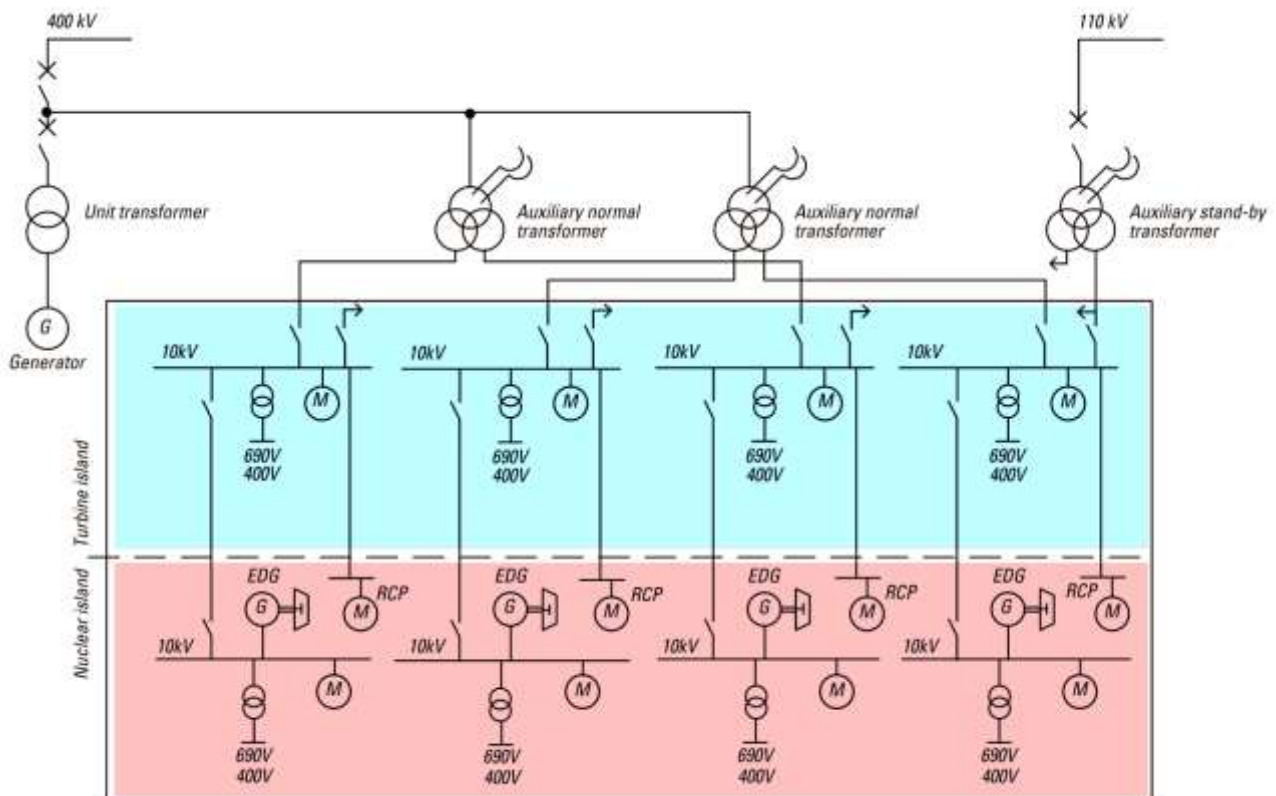 400 kV
110 kV
Unit transformer
Auxiliary normal
transformer
Auxiliary normal
transformer
Auxiliary stand-by
transformer
G
Generator
10kV
10kV
10kV
10kV
M
M
M
M
690V
400V
690V
400V
690V
400V
690V
400V
Turbine island
Nuclear island
EDG
EDG
EDG
EDG
G
G
G
G
RCP
RCP
RCP
RCP
M
M
M
M
10kV
10kV
10kV
10kV
M
M
M
M
690V
400V
690V
400V
690V
400V
690V
400V